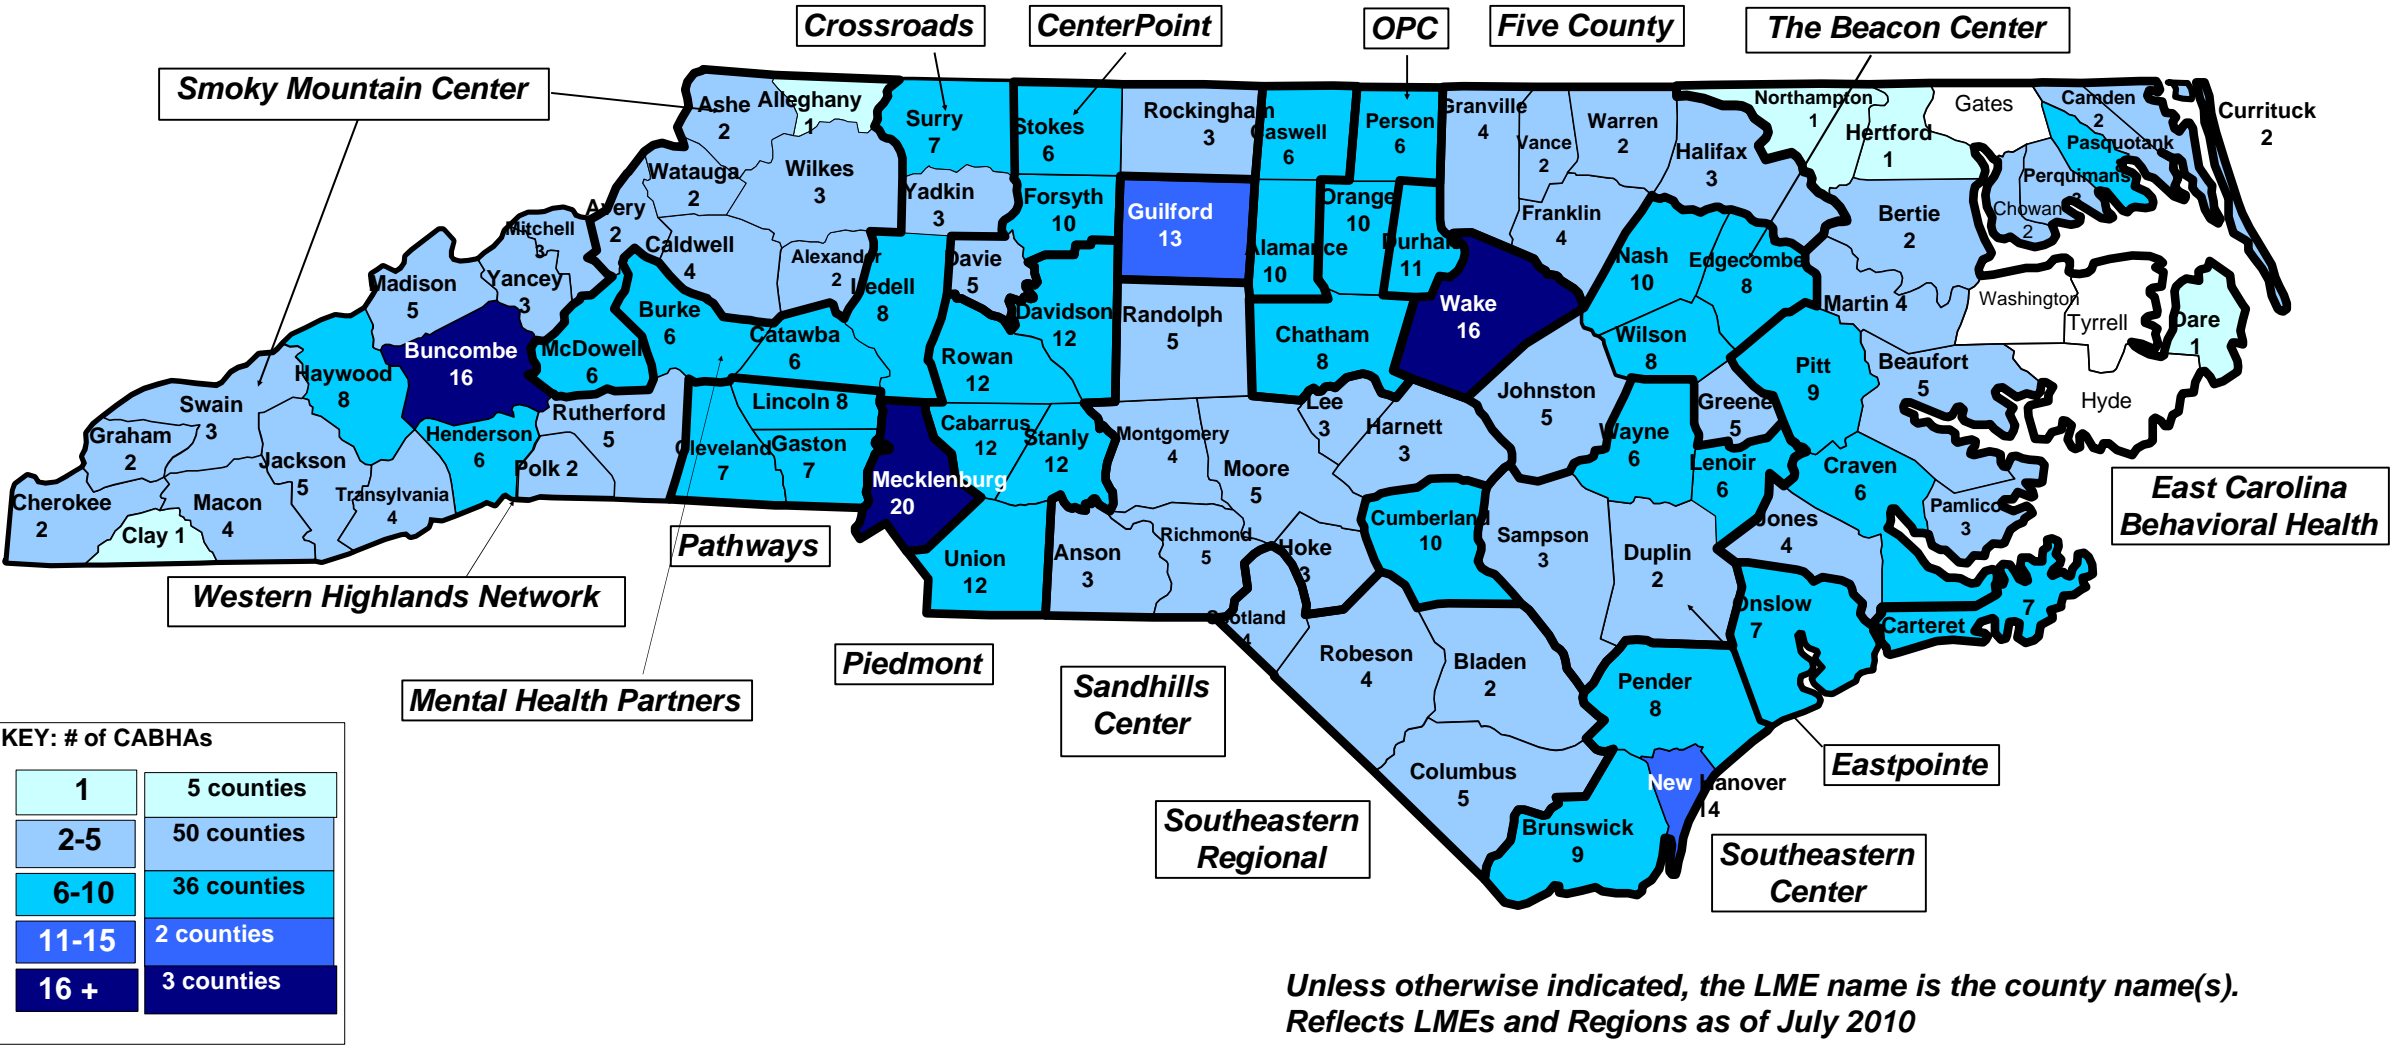 Crossroads
CenterPoint
OPC
Five County
The Beacon Center
Smoky Mountain Center
Ashe
2
Alleghany
1
Surry
7
Stokes
6
Rockingham
3
Caswell
6
Person
6
Granville
4
Vance
2
Warren
2
Halifax
3
Northampton
1
Hertford
1
Gates
Camden
2
Pasquotank
Currituck
2
Perquimans
Chowan
2
Watauga
2
Wilkes
3
Yadkin
3
Forsyth
10
Guilford
13
Alamance
10
Orange
10
Durham
11
Franklin
4
Nash
10
Edgecombe
8
Bertie
2
Avery
2
Mitchell
3
Yancey
3
Madison
5
Caldwell
4
Alexander
2
Iredell
8
Davie
5
Davidson
12
Randolph
5
Chatham
8
Wake
16
Wilson
8
Martin 4
Washington
Tyrrell
Dare
1
Hyde
Buncombe
16
McDowell
6
Burke
6
Catawba
6
Rowan
12
Johnston
5
Greene
5
Pitt
9
Beaufort
5
Haywood
8
Swain
3
Graham
2
Cherokee
2
Clay 1
Macon
4
Jackson
5
Transylvania
4
Henderson
6
Polk 2
Rutherford
5
Cleveland
7
Lincoln 8
Gaston
7
Mecklenburg
20
Cabarrus
12
Stanly
12
Union
12
Montgomery
4
Moore
5
Lee
3
Harnett
3
Wayne
6
Lenoir
6
Craven
6
Pamlico
3
Jones
4
Anson
3
Richmond
5
Hoke
3
Scotland
4
Cumberland
10
Sampson
3
Duplin
2
Onslow
7
Carteret
7
Robeson
4
Bladen
2
Columbus
5
Pender
8
New Hanover
14
Brunswick
9
East Carolina
Behavioral Health
Pathways
Western Highlands Network
Piedmont
Mental Health Partners
Sandhills
Center
Southeastern
Regional
Eastpointe
Southeastern
Center
KEY: # of CABHAs
1 5 counties
2-5 50 counties
6-10 36 counties
11-15 2 counties
16 + 3 counties
Unless otherwise indicated, the LME name is the county name(s).
Reflects LMEs and Regions as of July 2010